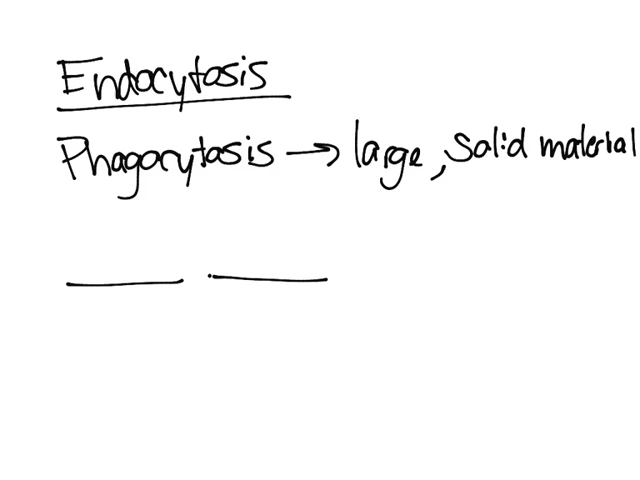 Endocytosis
Phagocytosis → large, solid material